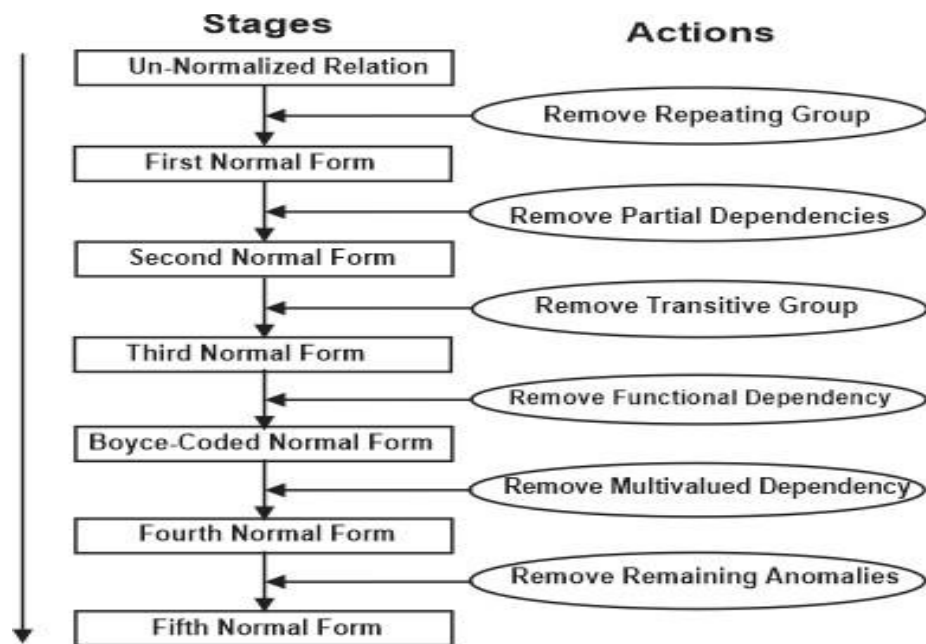 Stages
Actions
Un-Normalized Relation
Remove Repeating Group
First Normal Form
Remove Partial Dependencies
Second Normal Form
Remove Transitive Group
Third Normal Form
Remove Functional Dependency
Boyce-Coded Normal Form
Remove Multivalued Dependency
Fourth Normal Form
Remove Remaining Anomalies
Fifth Normal Form